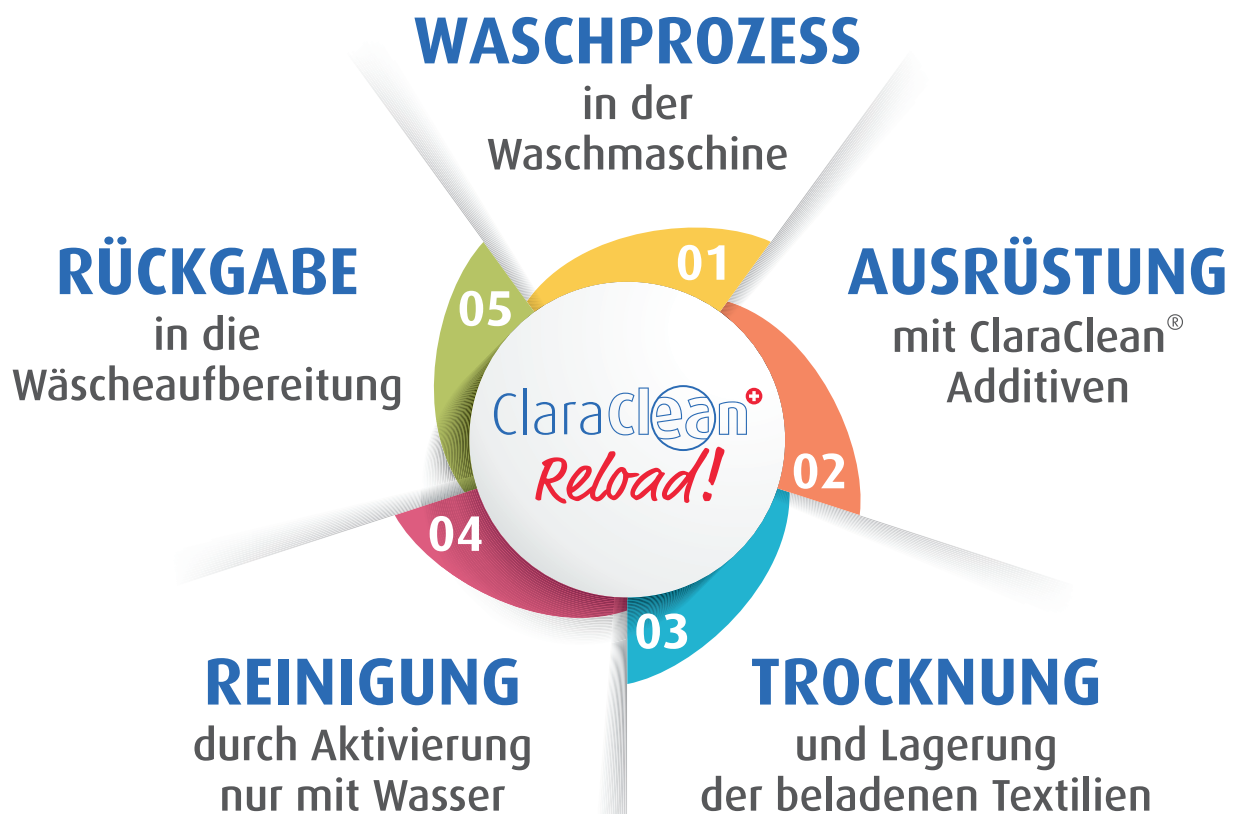 WASCHPROZESS
in der
Waschmaschine
01
AUSRÜSTUNG
mit ClaraClean®
Additiven
02
TROCKNUNG
und Lagerung
der beladenen Textilien
03
REINIGUNG
durch Aktivierung
nur mit Wasser
04
RÜCKGABE
in die
Wäscheaufbereitung
05
ClaraClean
Reload!